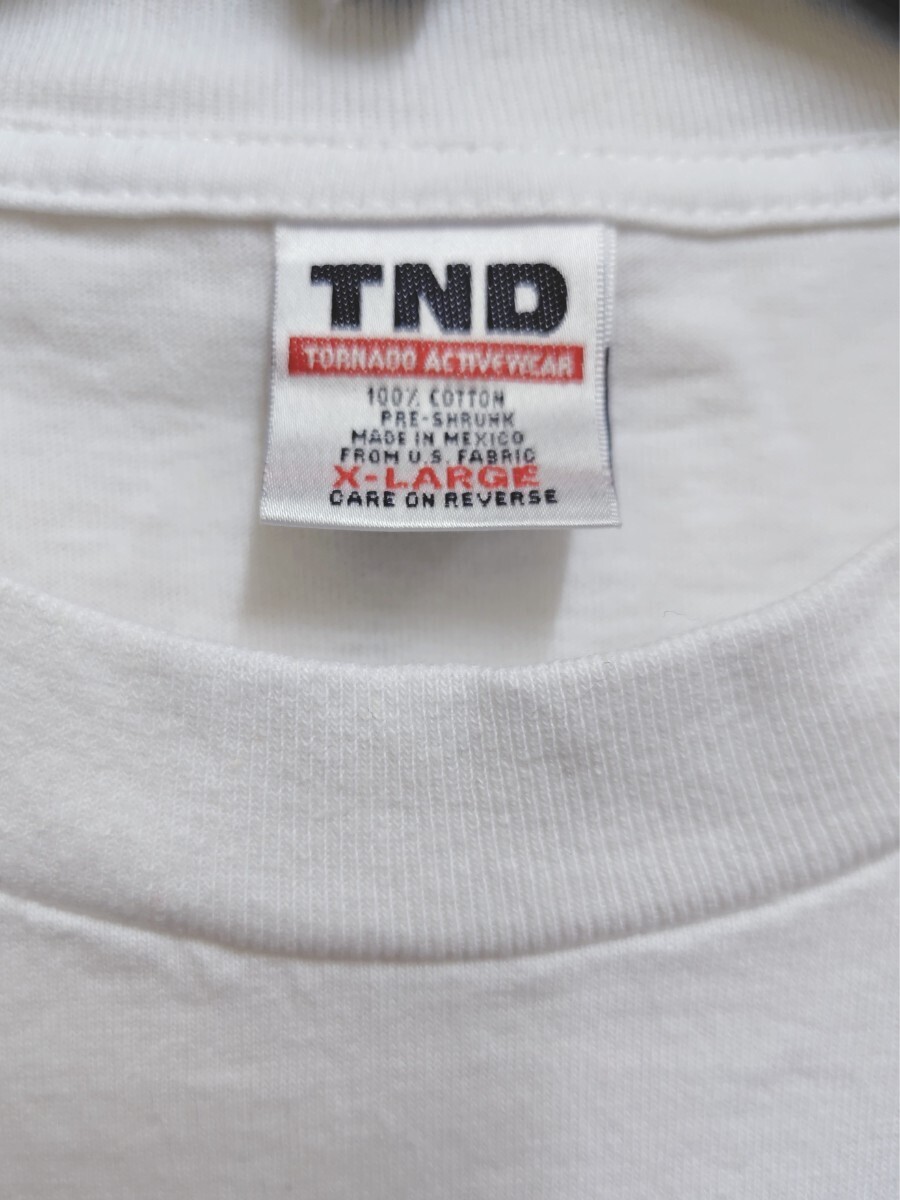 TND
TORNADO ACTIVEWEAR
100% COTTON
PRE-SHRUNK
MADE IN MEXICO
FROM U.S. FABRIC
X-LARGE
CARE ON REVERSE